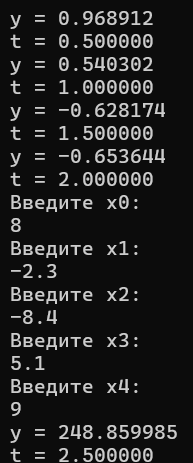 y = 0.968912
t = 0.500000
y = 0.540302
t = 1.000000
y = -0.628174
t = 1.500000
y = -0.653644
t = 2.000000
Введите x0:
8
Введите x1:
-2.3
Введите x2:
-8.4
Введите x3:
5.1
Введите x4:
9
y = 248.859985
t = 2.500000